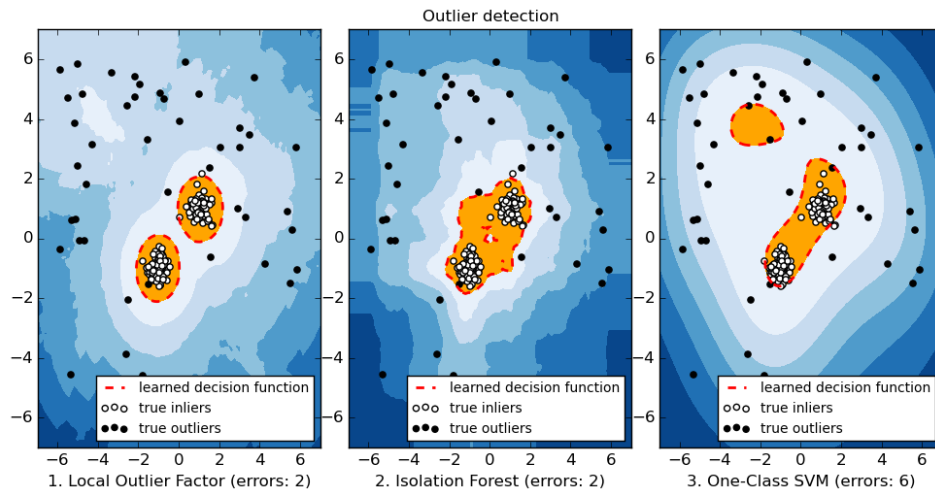 Outlier detection
6
4
2
0
−2
−4
−6
learned decision function
true inliers
true outliers
−6 −4 −2 0 2 4 6
1. Local Outlier Factor (errors: 2)
6
4
2
0
−2
−4
−6
learned decision function
true inliers
true outliers
−6 −4 −2 0 2 4 6
2. Isolation Forest (errors: 2)
6
4
2
0
−2
−4
−6
learned decision function
true inliers
true outliers
−6 −4 −2 0 2 4 6
3. One-Class SVM (errors: 6)